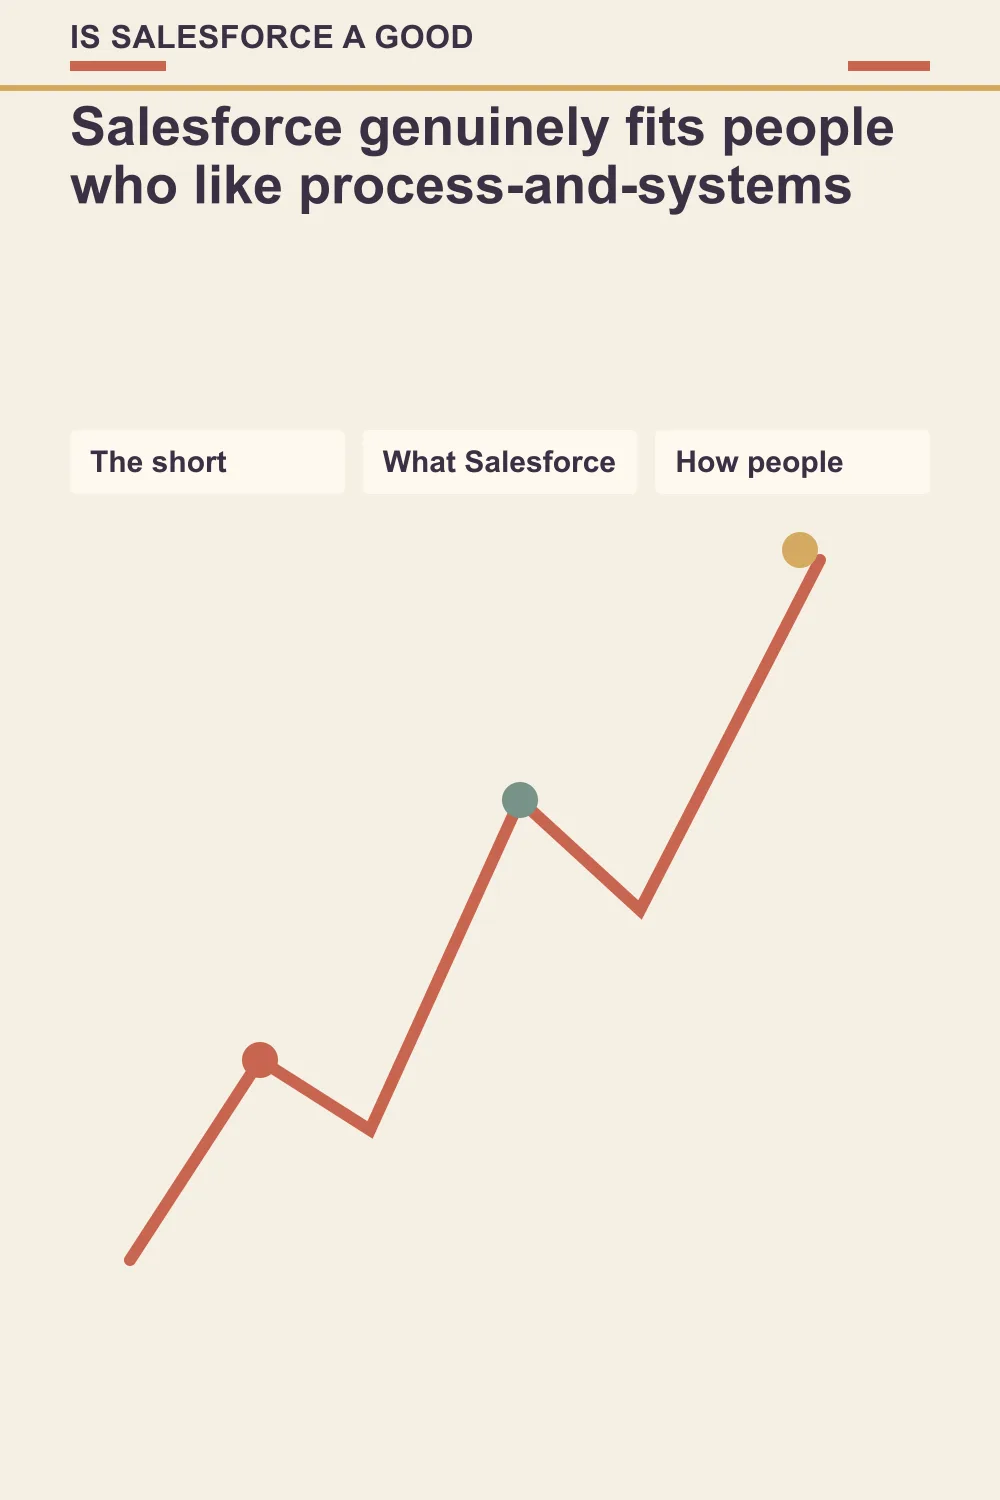 IS SALESFORCE A GOOD
Salesforce genuinely fits people
who like process-and-systems
The short
What Salesforce
How people